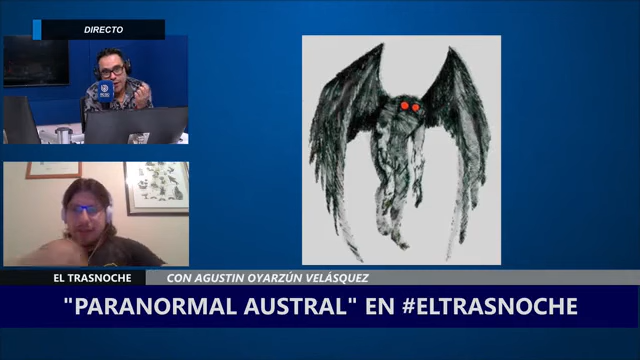 DIRECTO
EL TRASNOCHE
CON AGUSTIN OYARZÚN VELÁSQUEZ
"PARANORMAL AUSTRAL" EN #ELTRASNOCHE